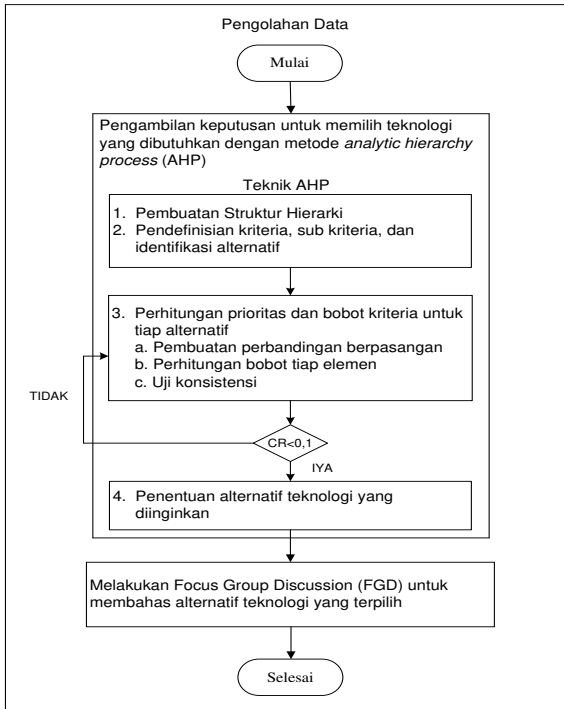 Pengolahan Data
Mulai
Pengambilan keputusan untuk memilih teknologi
yang dibutuhkan dengan metode analytic hierarchy
process (AHP)
Teknik AHP
1. Pembuatan Struktur Hierarki
2. Pendefinisian kriteria, sub kriteria, dan
identifikasi alternatif
3. Perhitungan prioritas dan bobot kriteria untuk
tiap alternatif
a. Pembuatan perbandingan berpasangan
b. Perhitungan bobot tiap elemen
c. Uji konsistensi
TIDAK
CR<0,1
IYA
4. Penentuan alternatif teknologi yang
diinginkan
Melakukan Focus Group Discussion (FGD) untuk
membahas alternatif teknologi yang terpilih
Selesai